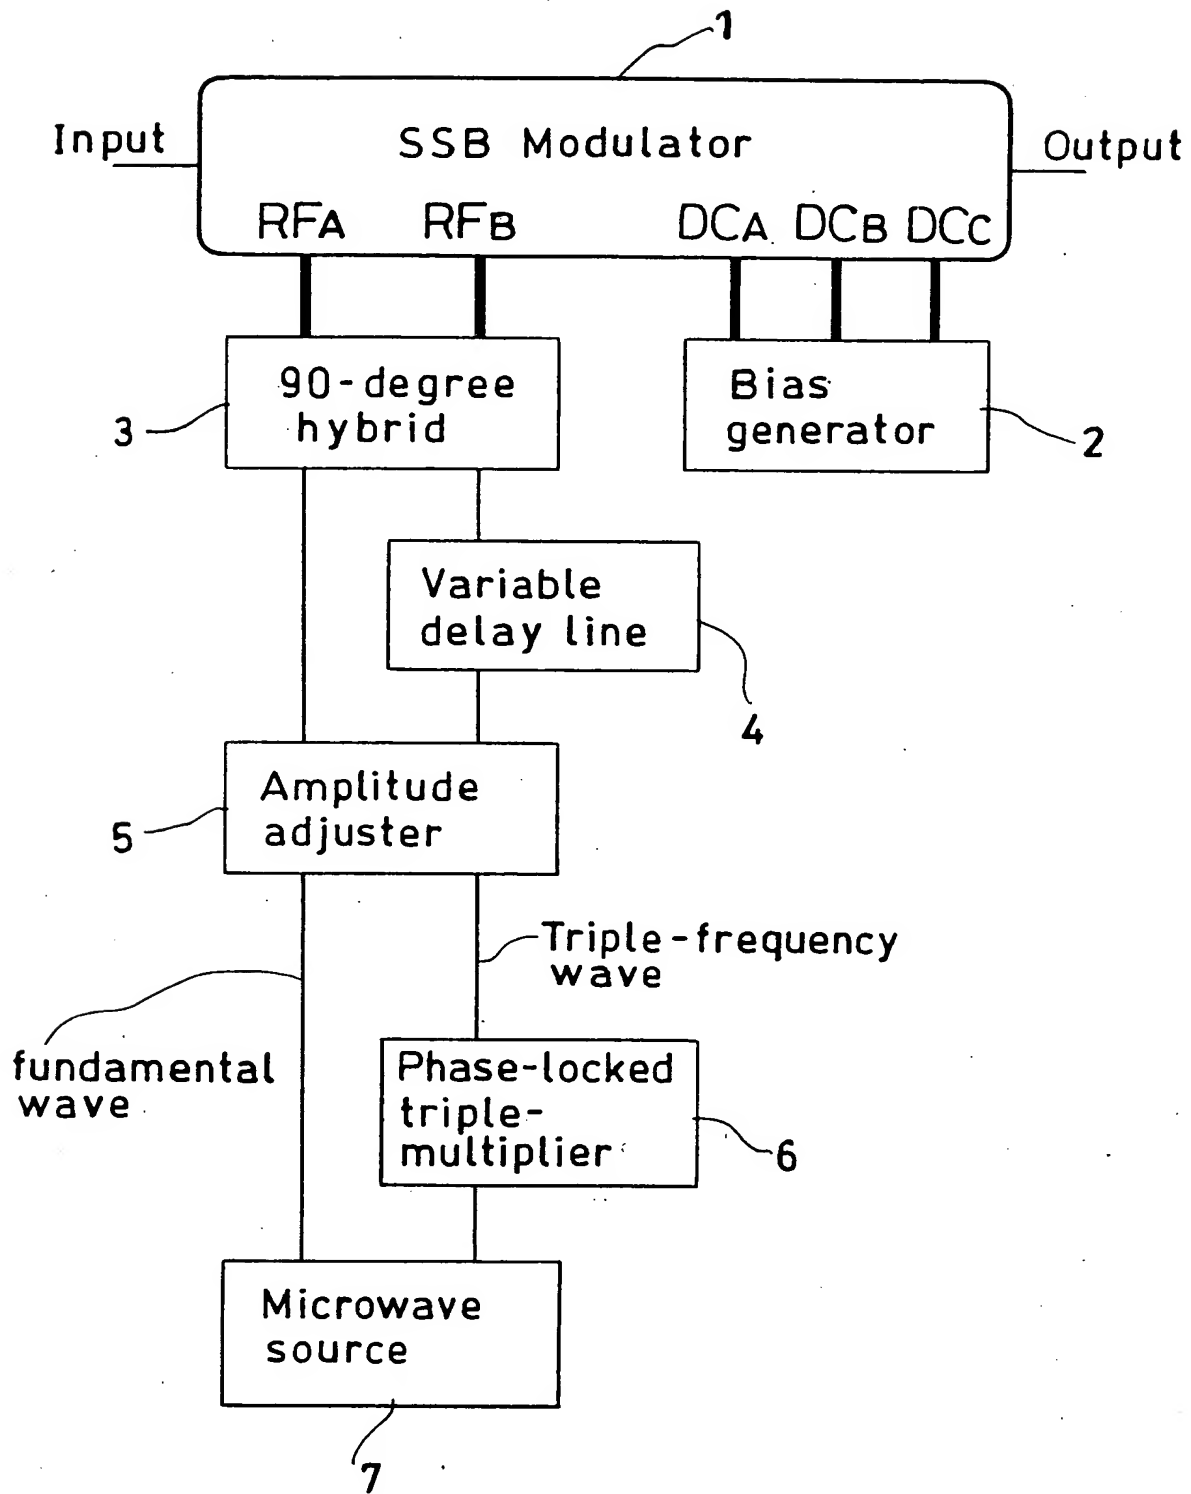 1
Input
SSB Modulator
Output
RFA RFB DCA DCB DCC
90-degree
hybrid
3
Bias
generator
2
Variable
delay line
4
Amplitude
adjuster
5
Triple-frequency
wave
fundamental
wave
Phase-locked
triple-
multiplier
6
Microwave
source
7